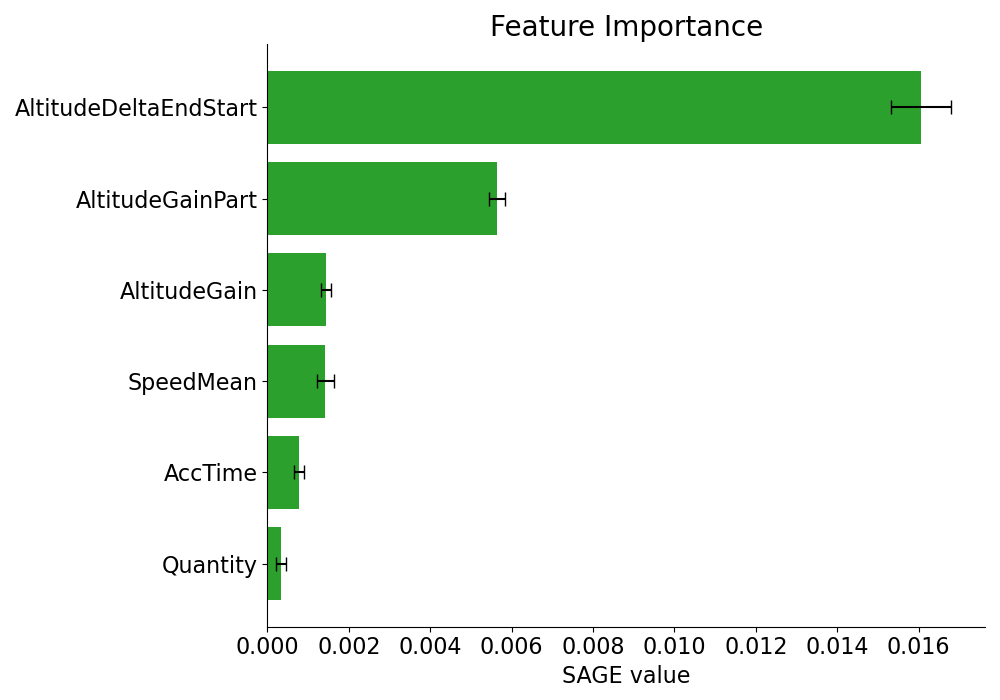 Feature Importance
AltitudeDeltaEndStart
AltitudeGainPart
AltitudeGain
SpeedMean
AccTime
Quantity
0.000 0.002 0.004 0.006 0.008 0.010 0.012 0.014 0.016
SAGE value